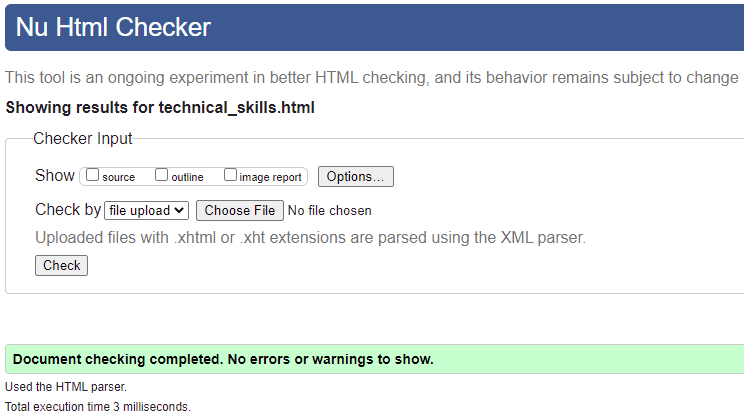 Nu Html Checker
This tool is an ongoing experiment in better HTML checking, and its behavior remains subject to change
Showing results for technical_skills.html
Checker Input
Show source outline image report Options...
Check by file upload Choose File No file chosen
Uploaded files with .xhtml or .xht extensions are parsed using the XML parser.
Check
Document checking completed. No errors or warnings to show.
Used the HTML parser.
Total execution time 3 milliseconds.